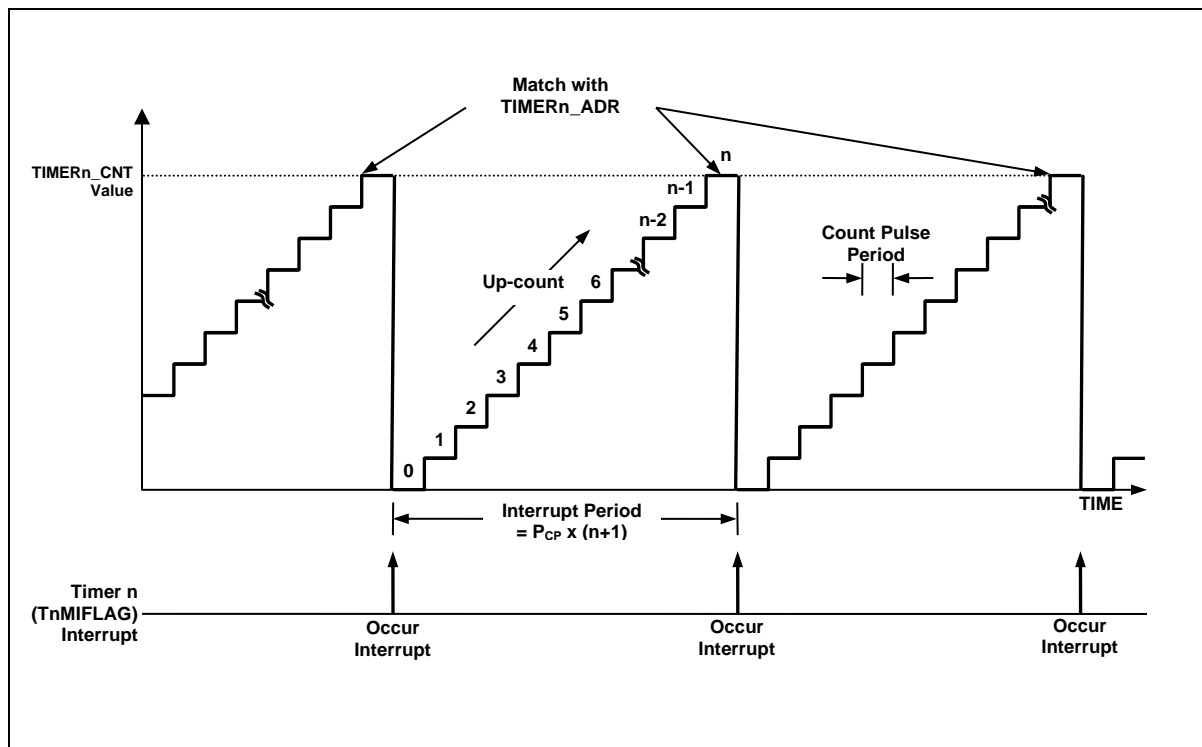 Match with
TIMERn_ADR
TIMERn_CNT
Value
n
n-1
n-2
Count Pulse
Period
Up-count
6
5
4
3
2
1
0
TIME
Interrupt Period
= PCP x (n+1)
Timer n
(TnMIFLAG)
Interrupt
Occur
Interrupt
Occur
Interrupt
Occur
Interrupt